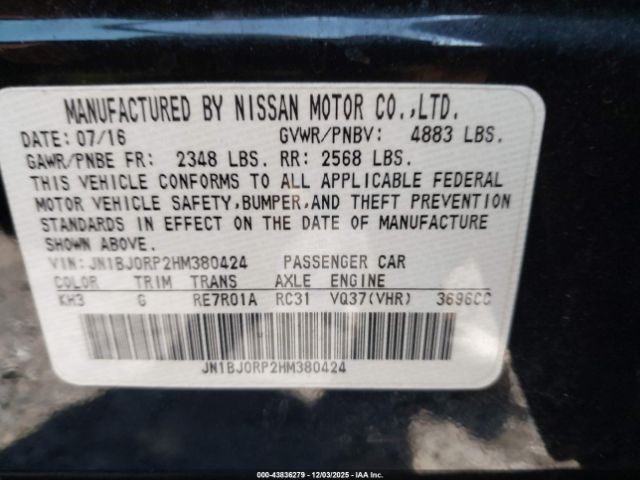 MANUFACTURED BY NISSAN MOTOR CO.,LTD.
DATE: 07/16 GVWR/PNBV: 4883 LBS.
GAWR/PNBE FR: 2348 LBS. RR: 2568 LBS.
THIS VEHICLE CONFORMS TO ALL APPLICABLE FEDERAL
MOTOR VEHICLE SAFETY,BUMPER,AND THEFT PREVENTION
STANDARDS IN EFFECT ON THE DATE OF MANUFACTURE
SHOWN ABOVE.
VIN:JN1BJ0RP2HM380424 PASSENGER CAR
COLOR TRIM TRANS AXLE ENGINE
KH3 G RE7R01A RC31 VQ37(VHR) 3696CC
JN1BJ0RP2HM380424
000-43836279 - 12/03/2025 - IAA Inc.